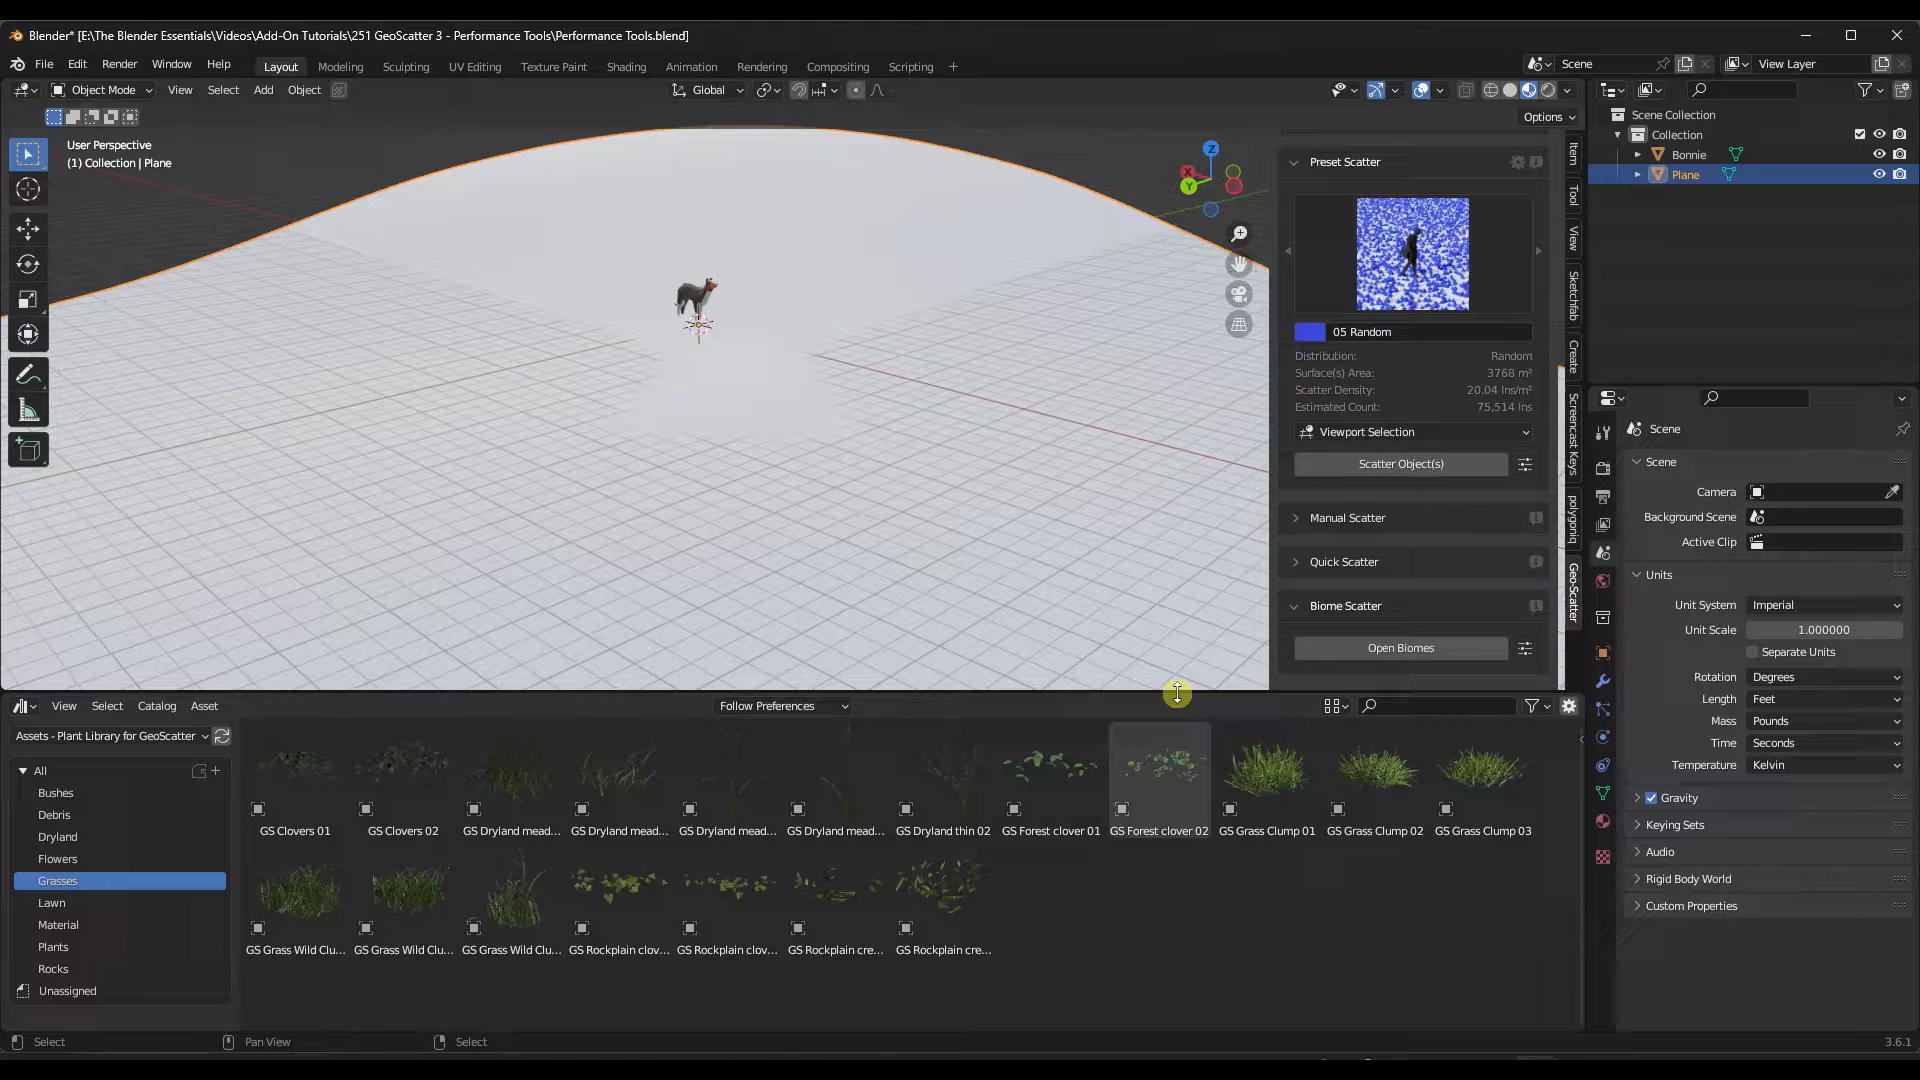 Blender* [E:\The Blender Essentials\Videos\Add-On Tutorials\251 GeoScatter 3 - Performance Tools\Performance Tools.blend]
File Edit Render Window Help Layout Modeling Sculpting UV Editing Texture Paint Shading Animation Rendering Compositing Scripting + Scene View Layer
Object Mode View Select Add Object Global
Options
User Perspective
(1) Collection | Plane
Z
X
Y
Item
Tool
View
Sketchfab
Create
Screencast Keys
polygoniq
Geo-Scatter
Preset Scatter
05 Random
Distribution: Random
Surface(s) Area: 3768 m²
Scatter Density: 20.04 Ins/m²
Estimated Count: 75,514 Ins
Viewport Selection
Scatter Object(s)
Manual Scatter
Quick Scatter
Biome Scatter
Open Biomes
Scene Collection
Collection
Bonnie
Plane
Scene
Scene
Camera
Background Scene
Active Clip
Units
Unit System Imperial
Unit Scale 1.000000
Separate Units
Rotation Degrees
Length Feet
Mass Pounds
Time Seconds
Temperature Kelvin
Gravity
Keying Sets
Audio
Rigid Body World
Custom Properties
View Select Catalog Asset Follow Preferences
Assets - Plant Library for GeoScatter
All
Bushes
Debris
Dryland
Flowers
Grasses
Lawn
Material
Plants
Rocks
Unassigned
GS Clovers 01 GS Clovers 02 GS Dryland mead... GS Dryland mead... GS Dryland mead... GS Dryland mead... GS Dryland thin 02 GS Forest clover 01 GS Forest clover 02 GS Grass Clump 01 GS Grass Clump 02 GS Grass Clump 03
GS Grass Wild Clu... GS Grass Wild Clu... GS Grass Wild Clu... GS Rockplain clov... GS Rockplain clov... GS Rockplain cre... GS Rockplain cre...
Select Pan View Select 3.6.1